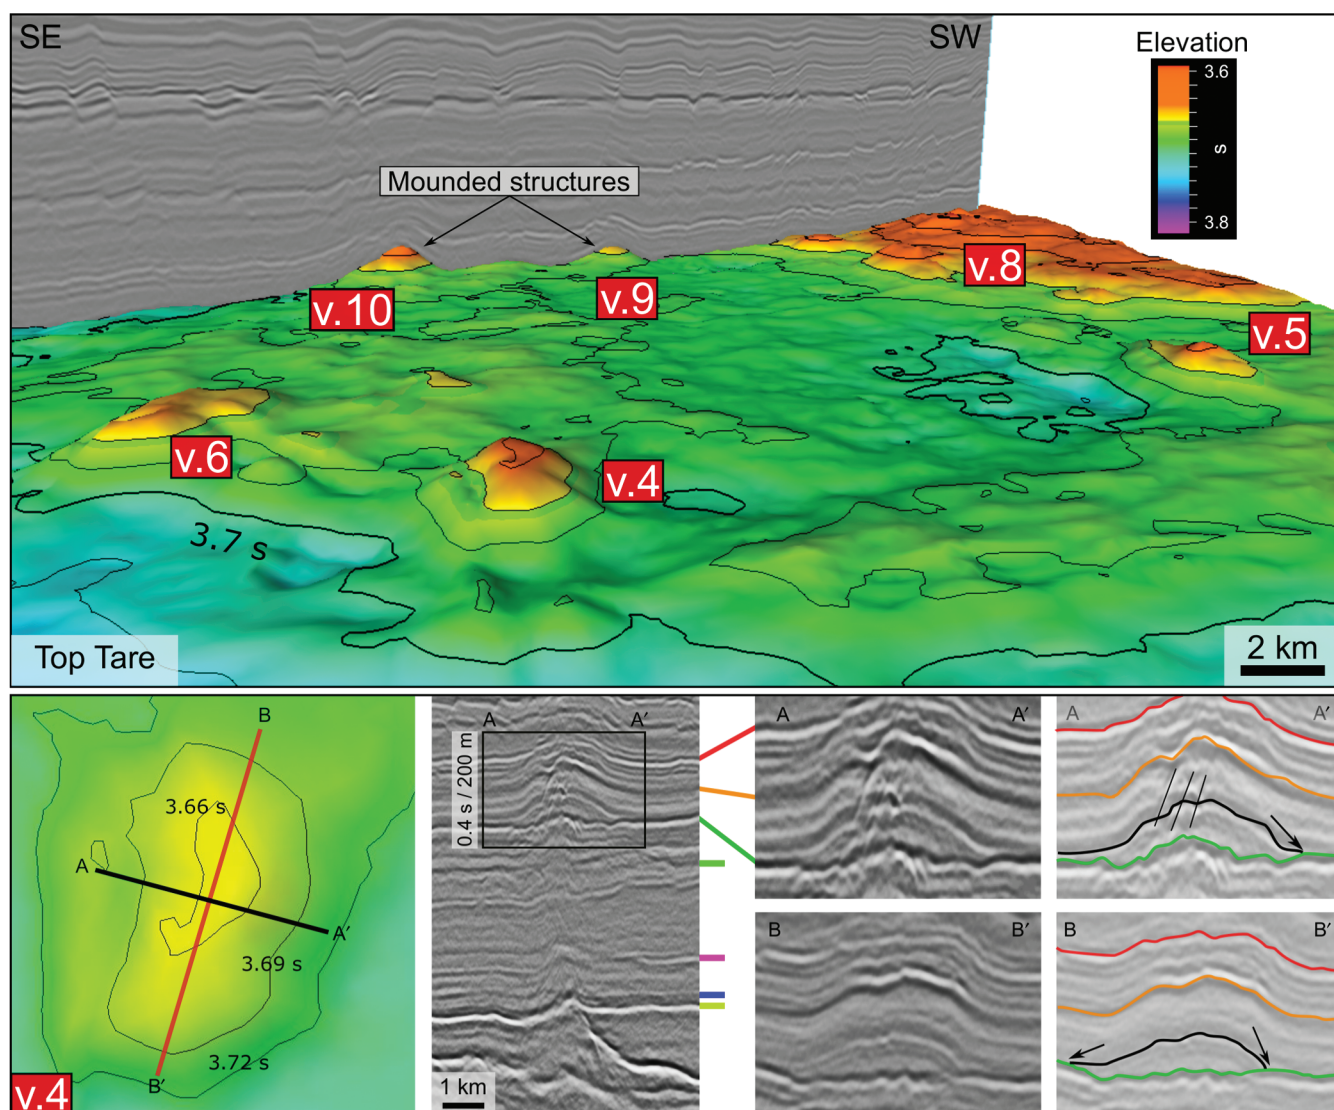 SE
SW
Elevation
3.6
s
3.8
Mounded structures
v.10
v.9
v.8
v.5
v.6
v.4
3.7 s
Top Tare
2 km
B
3.66 s
A
A′
3.69 s
3.72 s
B′
v.4
A
A′
0.4 s / 200 m
1 km
A
A′
A
A′
B
B′
B
B′